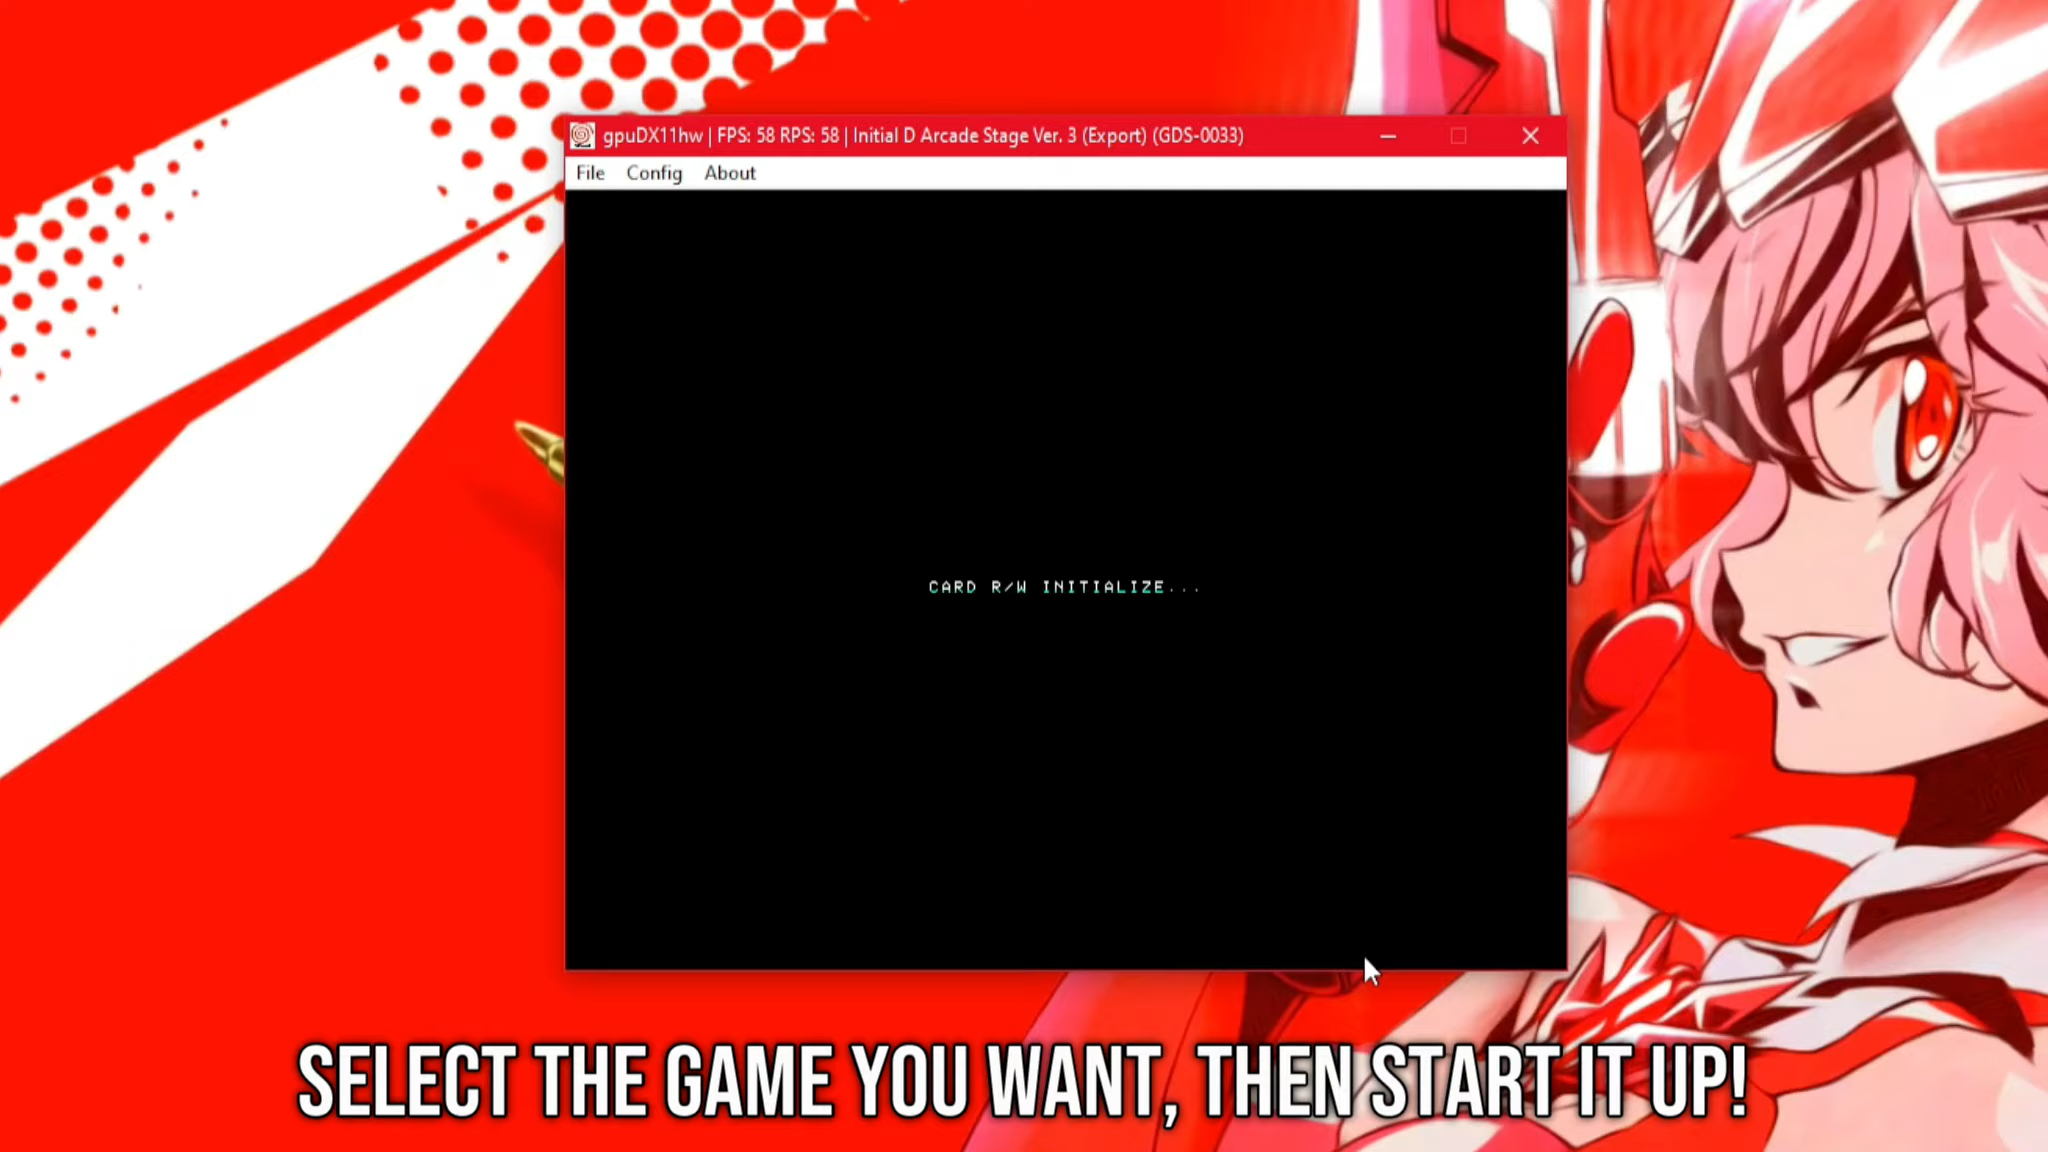 gpuDX11hw | FPS: 58 RPS: 58 | Initial D Arcade Stage Ver. 3 (Export) (GDS-0033)
File Config About
CARD R/W INITIALIZE...
SELECT THE GAME YOU WANT, THEN START IT UP!